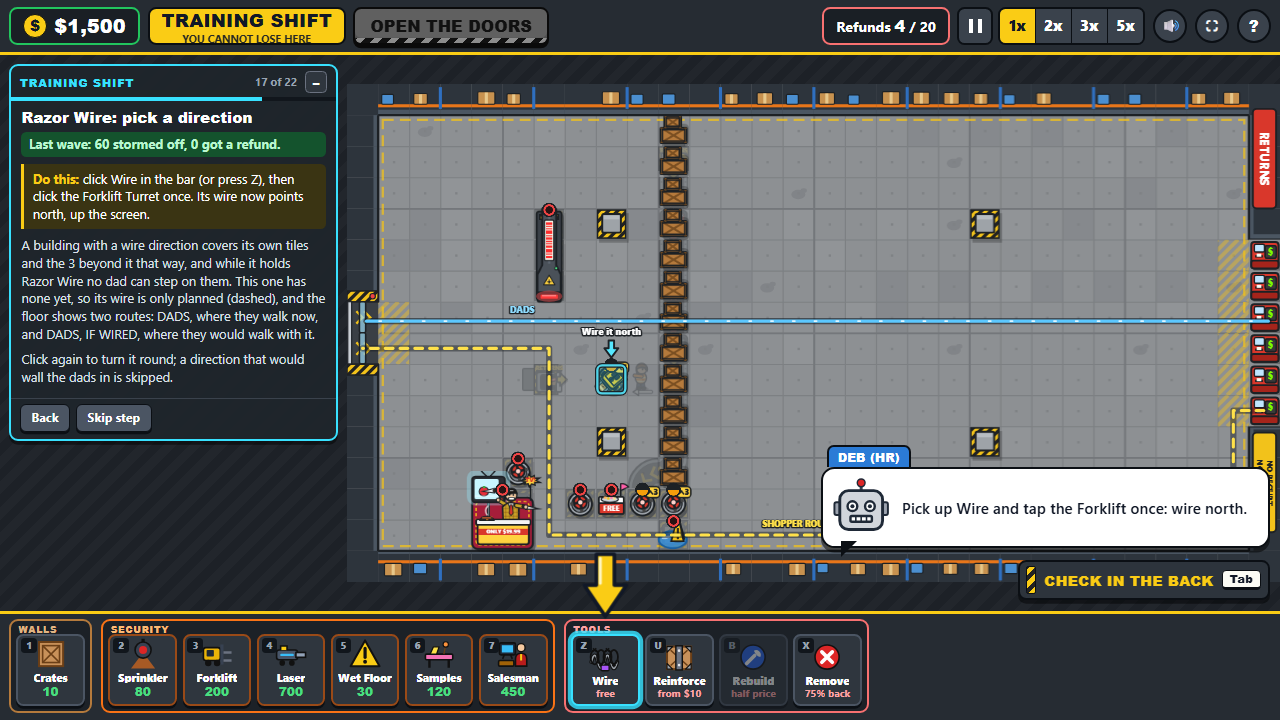 $ $1,500
TRAINING SHIFT
YOU CANNOT LOSE HERE
OPEN THE DOORS
Refunds 4 / 20
1x
2x
3x
5x
?
TRAINING SHIFT
17 of 22
Razor Wire: pick a direction
Last wave: 60 stormed off, 0 got a refund.
Do this: click Wire in the bar (or press Z), then
click the Forklift Turret once. Its wire now points
north, up the screen.
A building with a wire direction covers its own tiles
and the 3 beyond it that way, and while it holds
Razor Wire no dad can step on them. This one has
none yet, so its wire is only planned (dashed), and the
floor shows two routes: DADS, where they walk now,
and DADS, IF WIRED, where they would walk with it.
Click again to turn it round; a direction that would
wall the dads in is skipped.
Back
Skip step
RETURNS
DADS
Wire it north
FREE
ONLY $19.99
DEB (HR)
Pick up Wire and tap the Forklift once: wire north.
CHECK IN THE BACK
Tab
WALLS
1
Crates
10
SECURITY
2
Sprinkler
80
3
Forklift
200
4
Laser
700
5
Wet Floor
30
6
Samples
120
7
Salesman
450
TOOLS
Z
Wire
free
U
Reinforce
from $10
B
Rebuild
half price
X
Remove
75% back